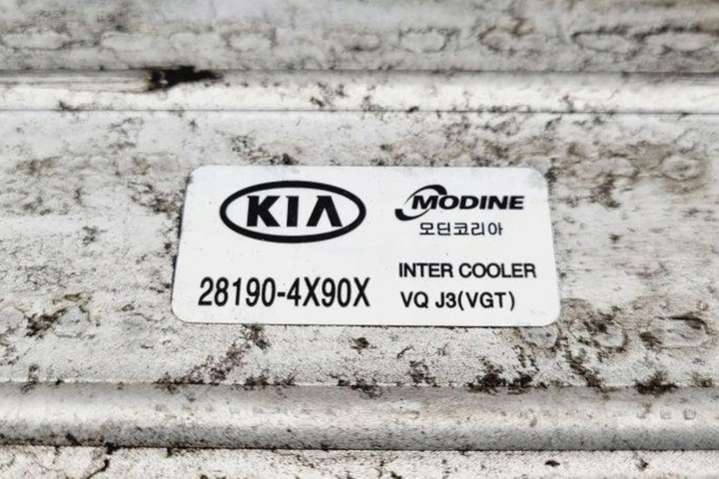 KIA
MODINE
모딘코리아
28190-4X90X
INTER COOLER
VQ J3(VGT)